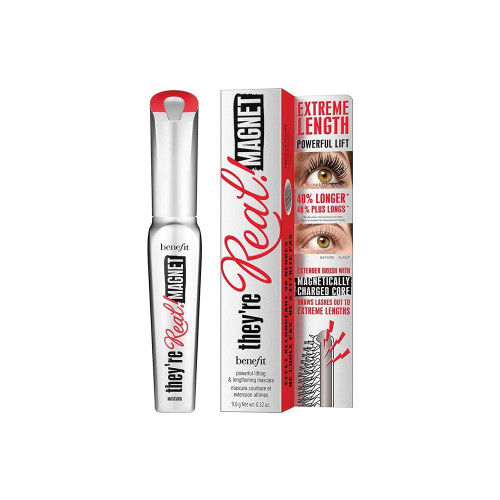 benefit
they're Real! MAGNET
MASCARA
they're Real! MAGNET
benefit
powerful lifting
& lengthening mascara
mascara courbure et
extension ultimes
9.0 g Net wt. 0.32 oz.
EXTREME
LENGTH
POWERFUL LIFT
40% LONGER*
40% PLUS LONGS*
BEFORE
EXTENDER BRUSH WITH
MAGNETICALLY
CHARGED CORE
DRAWS LASHES OUT TO
EXTREME LENGTHS